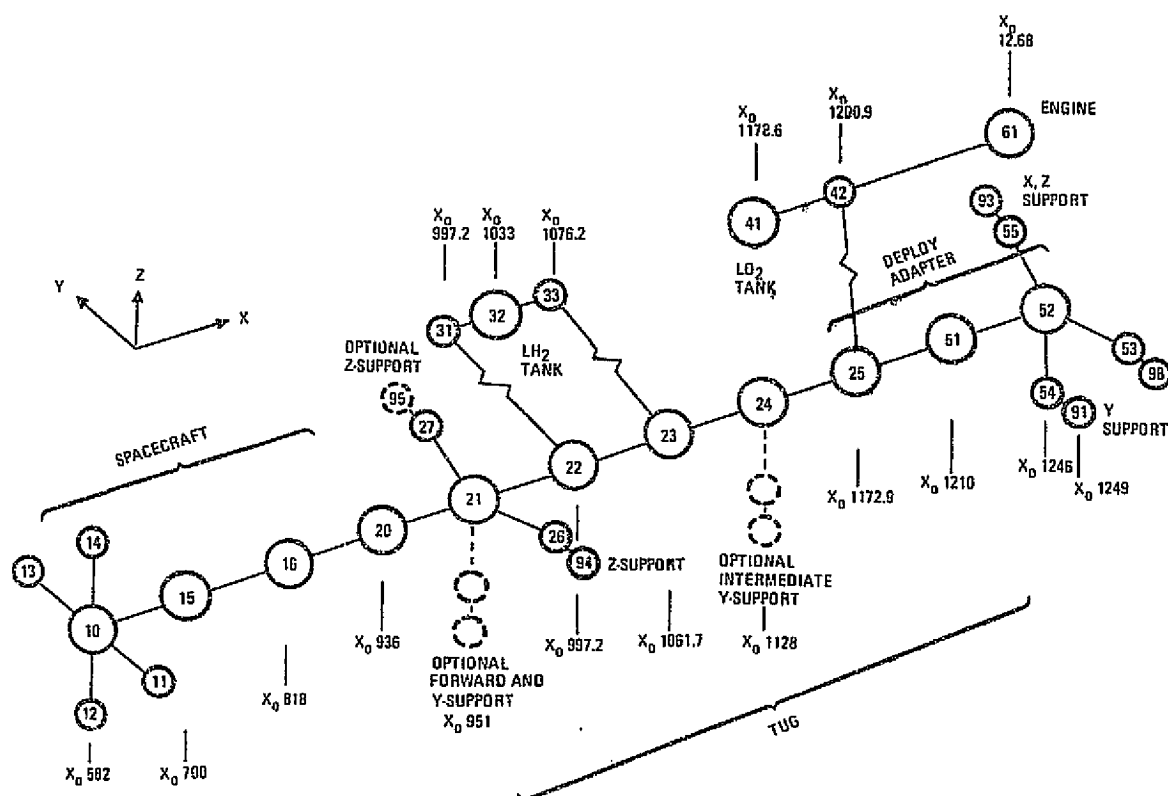 X₀
12.68
ENGINE
61
X₀
1178.6
X₀
1200.9
41
42
LO₂
TANK
93
X, Z
SUPPORT
55
DEPLOY
ADAPTER
X₀
997.2
X₀
1033
X₀
1076.2
31
32
33
LH₂
TANK
Y
Z
X
OPTIONAL
Z-SUPPORT
95
27
52
53
98
54
91
Y
SUPPORT
61
25
24
23
22
21
26
94
Z-SUPPORT
SPACECRAFT
20
16
15
14
13
10
11
12
OPTIONAL
INTERMEDIATE
Y-SUPPORT
OPTIONAL
FORWARD AND
Y-SUPPORT
X₀ 951
X₀ 582
X₀ 700
X₀ 818
X₀ 936
X₀ 997.2
X₀ 1061.7
X₀ 1128
X₀ 1172.9
X₀ 1210
X₀ 1246
X₀ 1249
TUG